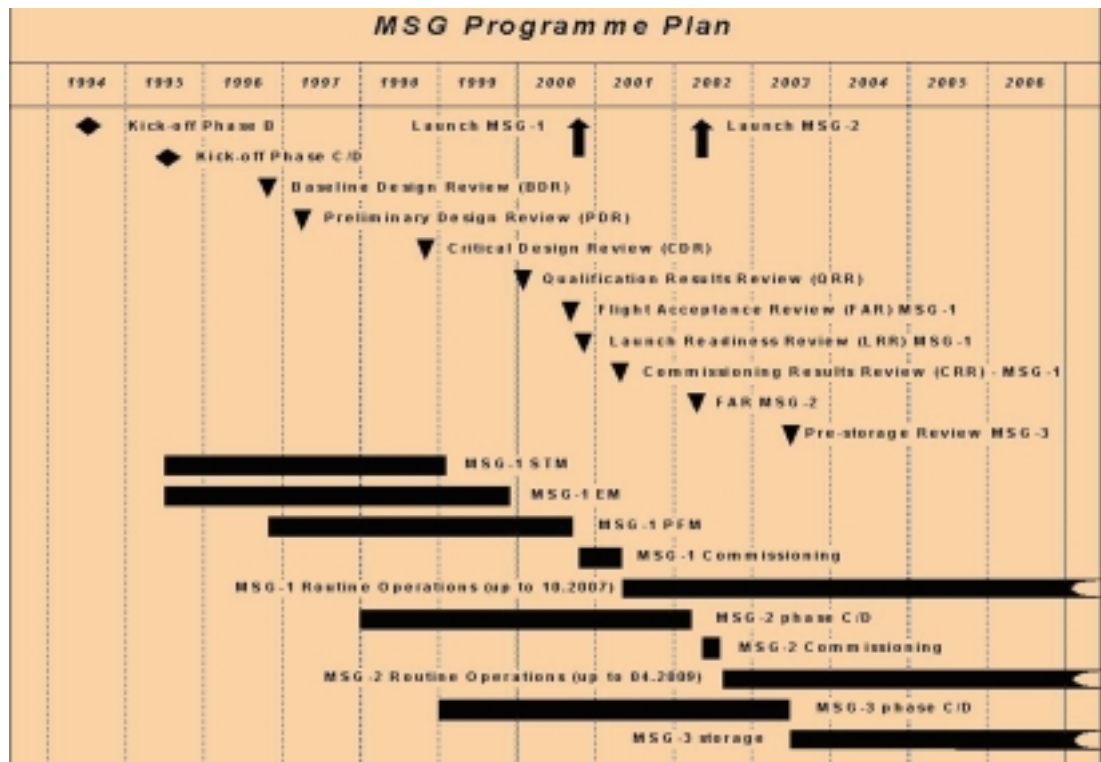 MSG Programme Plan
1994 1995 1996 1997 1998 1999 2000 2001 2002 2003 2004 2005 2006
Kick-off Phase B Launch MSG-1 Launch MSG-2
Kick-off Phase C/D
Baseline Design Review (BDR)
Preliminary Design Review (PDR)
Critical Design Review (CDR)
Qualification Results Review (QRR)
Flight Acceptance Review (FAR) MSG-1
Launch Readiness Review (LRR) MSG-1
Commissioning Results Review (CRR) - MSG-1
FAR MSG-2
Pre-storage Review MSG-3
MSG-1 STM
MSG-1 EM
MSG-1 PFM
MSG-1 Commissioning
MSG-1 Routine Operations (up to 10.2007)
MSG-2 phase C/D
MSG-2 Commissioning
MSG-2 Routine Operations (up to 04.2009)
MSG-3 phase C/D
MSG-3 storage